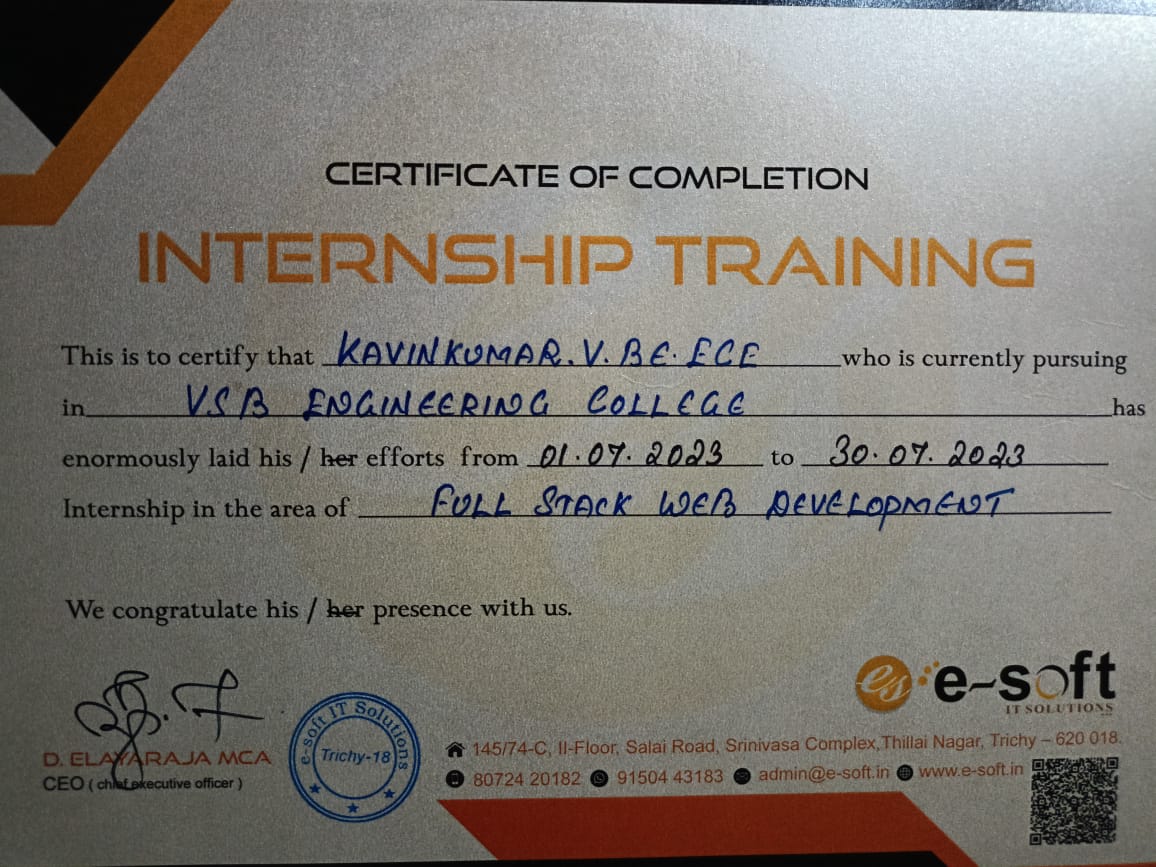 CERTIFICATE OF COMPLETION
INTERNSHIP TRAINING
This is to certify that KAVINKUMAR.V. BE. ECE who is currently pursuing
in VSB ENGINEERING COLLEGE has
enormously laid his / her efforts from 01.07.2023 to 30.07.2023
Internship in the area of FULL STACK WEB DEVELOPMENT
We congratulate his / her presence with us.
es e-soft
IT SOLUTIONS
D. ELAYARAJA MCA
CEO ( chief executive officer )
e-soft IT Solutions
Trichy-18
145/74-C, II-Floor, Salai Road, Srinivasa Complex,Thillai Nagar, Trichy – 620 018.
80724 20182 91504 43183 admin@e-soft.in www.e-soft.in